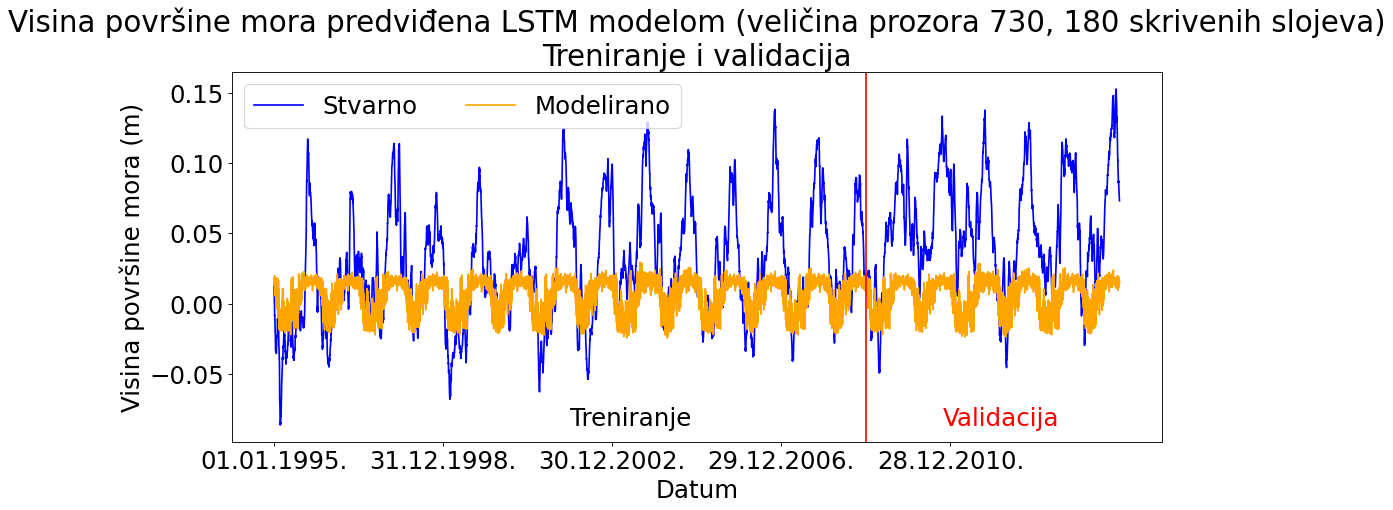 Visina površine mora predviđena LSTM modelom (veličina prozora 730, 180 skrivenih slojeva)
Treniranje i validacija
Stvarno
Modelirano
Visina površine mora (m)
0.15
0.10
0.05
0.00
−0.05
Treniranje
Validacija
01.01.1995.
31.12.1998.
30.12.2002.
29.12.2006.
28.12.2010.
Datum